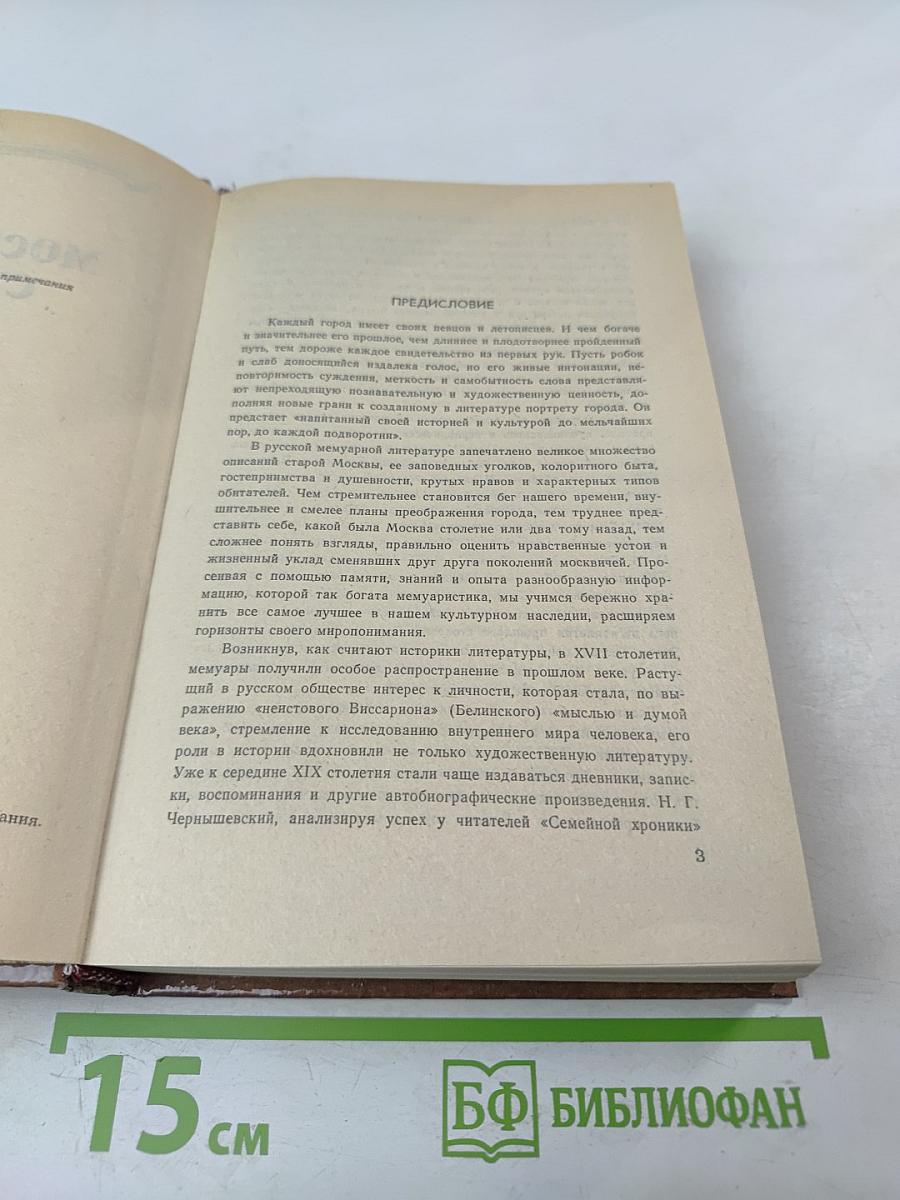 примечания
ания.
ПРЕДИСЛОВИЕ
Каждый город имеет своих певцов и летописцев. И чем богаче
и значительнее его прошлое, чем длиннее и плодотворнее пройденный
путь, тем дороже каждое свидетельство из первых рук. Пусть робок
и слаб доносящийся издалека голос, но его живые интонации, не-
повторимость суждения, меткость и самобытность слова представля-
ют непреходящую познавательную и художественную ценность, до-
полняя новые грани к созданному в литературе портрету города. Он
предстает «напитанный своей историей и культурой до мельчайших
пор, до каждой подворотни».
В русской мемуарной литературе запечатлено великое множество
описаний старой Москвы, ее заповедных уголков, колоритного быта,
гостеприимства и душевности, крутых нравов и характерных типов
обитателей. Чем стремительнее становится бег нашего времени, вну-
шительнее и смелее планы преображения города, тем труднее пред-
ставить себе, какой была Москва столетие или два тому назад, тем
сложнее понять взгляды, правильно оценить нравственные устои и
жизненный уклад сменявших друг друга поколений москвичей. Про-
сеивая с помощью памяти, знаний и опыта разнообразную инфор-
мацию, которой так богата мемуаристика, мы учимся бережно хра-
нить все самое лучшее в нашем культурном наследии, расширяем
горизонты своего миропонимания.
Возникнув, как считают историки литературы, в XVII столетии,
мемуары получили особое распространение в прошлом веке. Расту-
щий в русском обществе интерес к личности, которая стала, по вы-
ражению «неистового Виссариона» (Белинского) «мыслью и думой
века», стремление к исследованию внутреннего мира человека, его
роли в истории вдохновили не только художественную литературу.
Уже к середине XIX столетия стали чаще издаваться дневники, запис-
ки, воспоминания и другие автобиографические произведения. Н. Г.
Чернышевский, анализируя успех у читателей «Семейной хроники»
3
15 см
БФ БИБЛИОФАН